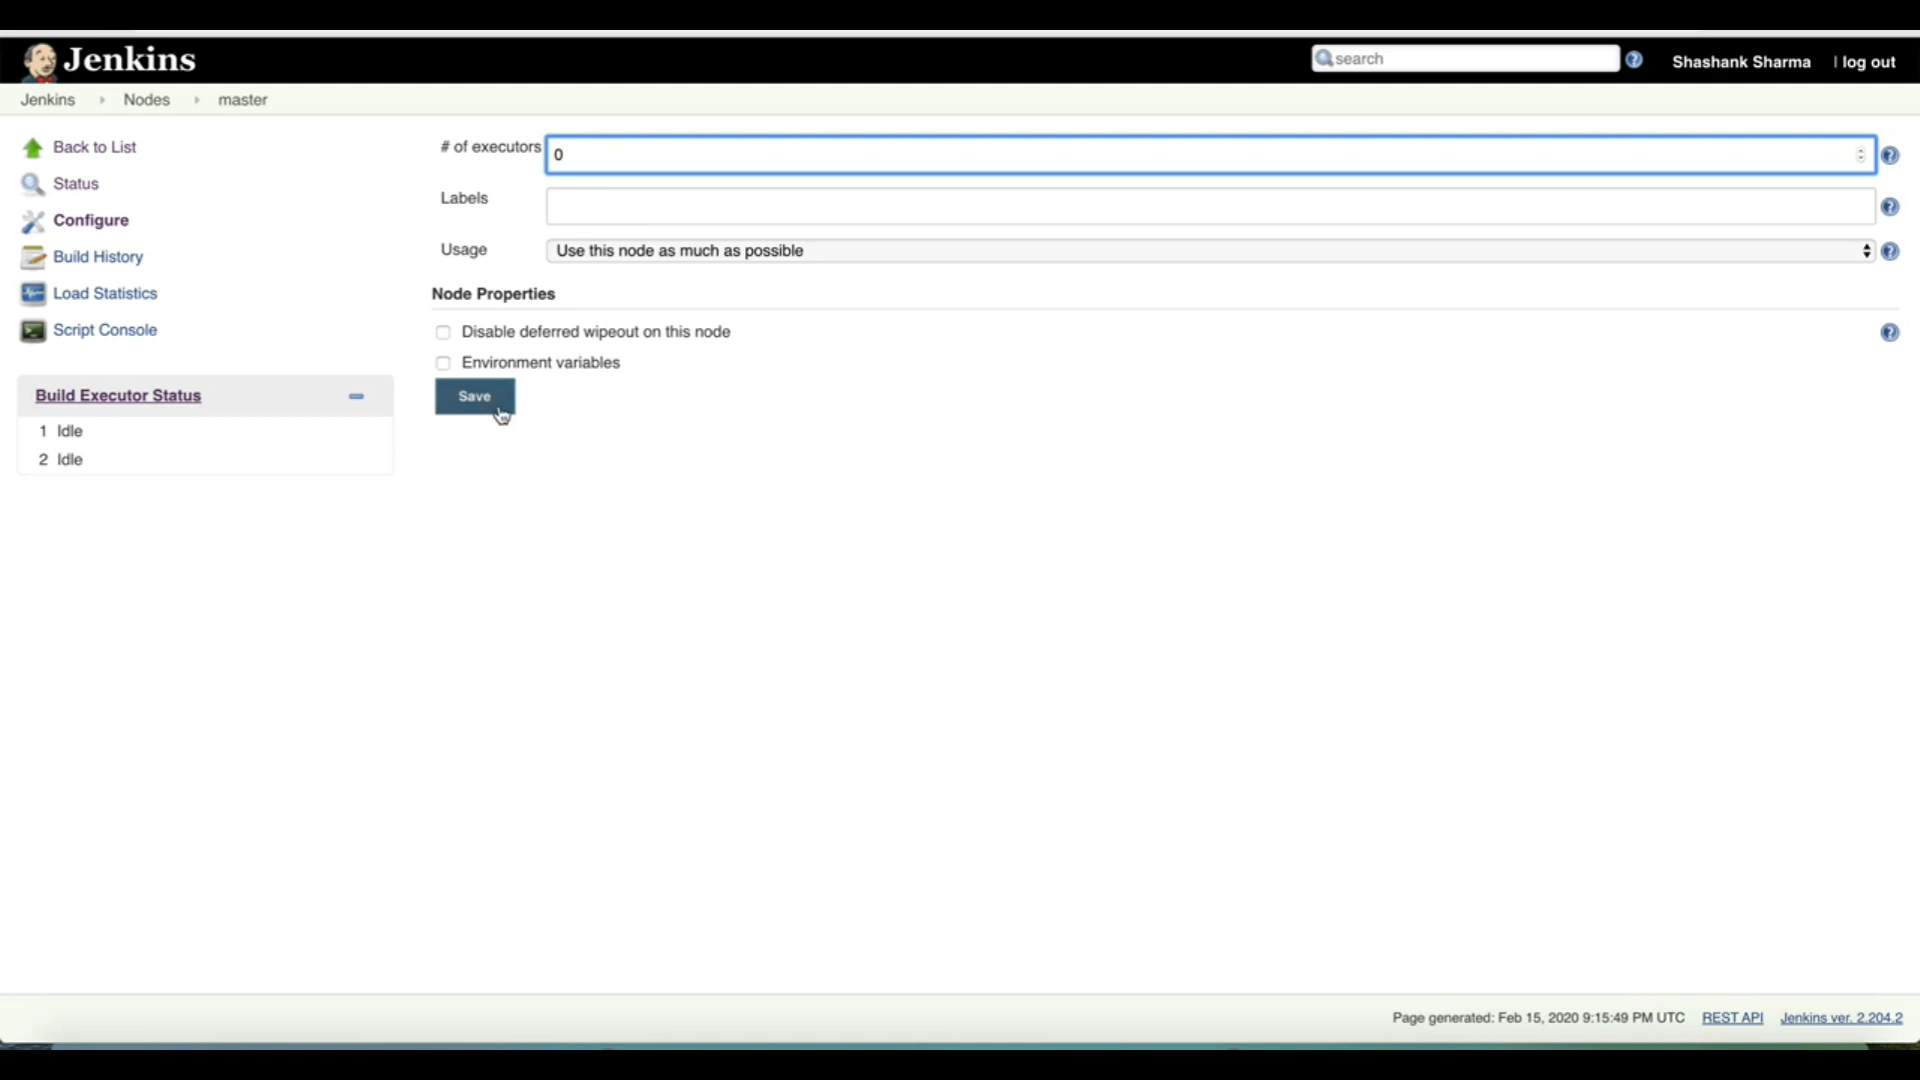 Jenkins
search
Shashank Sharma
| log out
Jenkins
Nodes
master
Back to List
Status
Configure
Build History
Load Statistics
Script Console
Build Executor Status
1 Idle
2 Idle
# of executors
0
Labels
Usage
Use this node as much as possible
Node Properties
Disable deferred wipeout on this node
Environment variables
Save
Page generated: Feb 15, 2020 9:15:49 PM UTC
REST API
Jenkins ver. 2.204.2